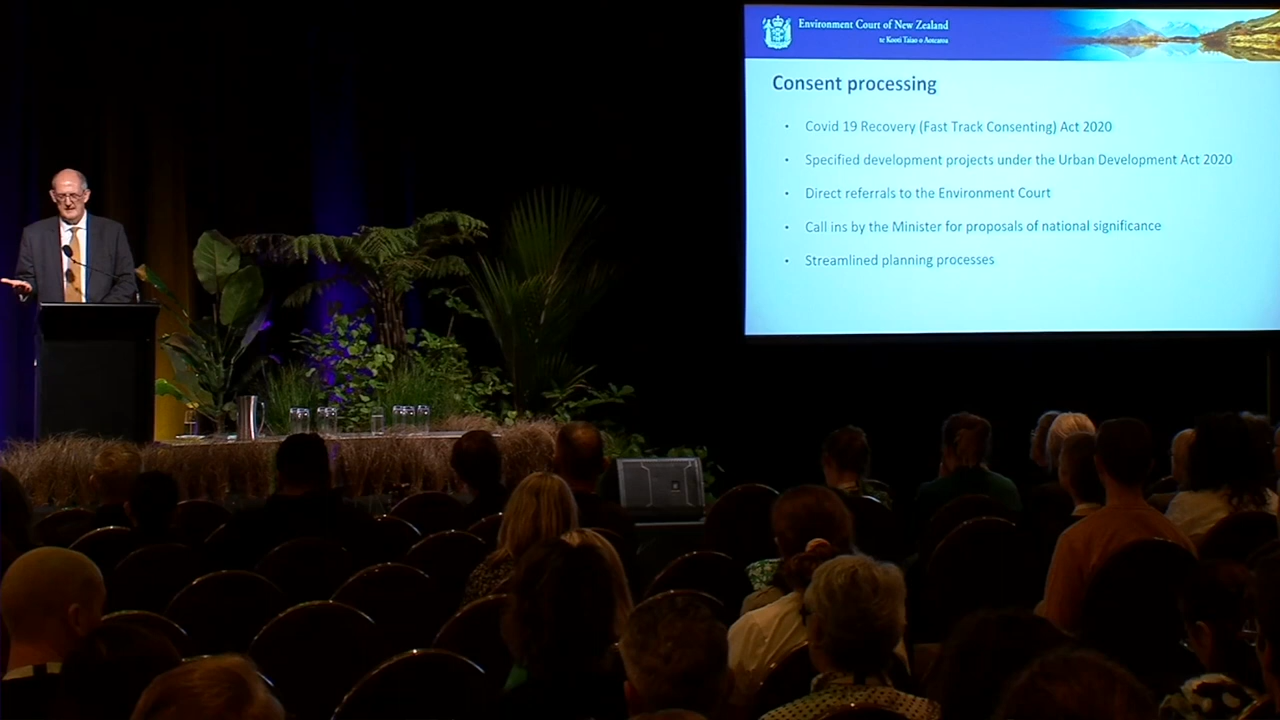 Environment Court of New Zealand
te Kooti Taiao o Aotearoa
Consent processing
• Covid 19 Recovery (Fast Track Consenting) Act 2020
• Specified development projects under the Urban Development Act 2020
• Direct referrals to the Environment Court
• Call ins by the Minister for proposals of national significance
• Streamlined planning processes